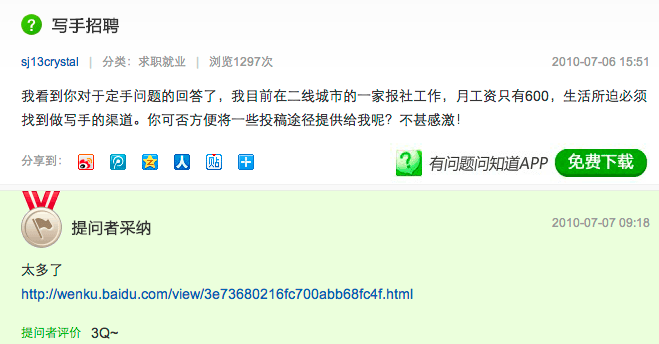 写手招聘
sj13crystal | 分类：求职就业 | 浏览1297次 2010-07-06 15:51
我看到你对于定手问题的回答了，我目前在二线城市的一家报社工作，月工资只有600，生活所迫必须
找到做写手的渠道。你可否方便将一些投稿途径提供给我呢？不甚感激！
分享到： 贴 有问题问知道APP 免费下载
提问者采纳 2010-07-07 09:18
太多了
http://wenku.baidu.com/view/3e73680216fc700abb68fc4f.html
提问者评价 3Q~